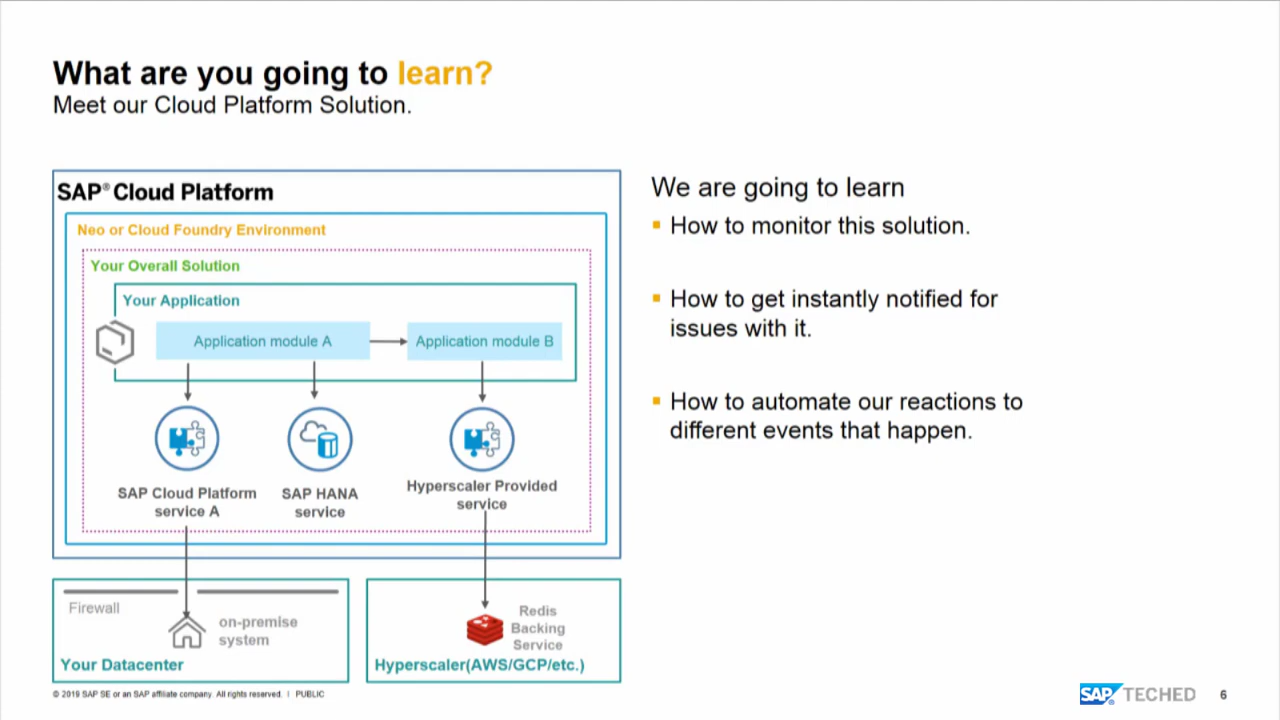 What are you going to learn?
Meet our Cloud Platform Solution.
SAP® Cloud Platform
Neo or Cloud Foundry Environment
Your Overall Solution
Your Application
Application module A
Application module B
SAP Cloud Platform
service A
SAP HANA
service
Hyperscaler Provided
service
Firewall
on-premise
system
Your Datacenter
Redis
Backing
Service
Hyperscaler(AWS/GCP/etc.)
We are going to learn
▪ How to monitor this solution.
▪ How to get instantly notified for
issues with it.
▪ How to automate our reactions to
different events that happen.
© 2019 SAP SE or an SAP affiliate company. All rights reserved. | PUBLIC
SAP® TECHED
6